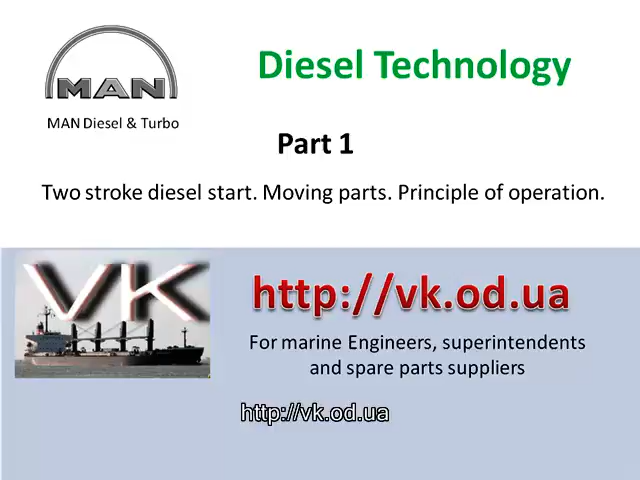 MAN
MAN Diesel & Turbo
Diesel Technology
Part 1
Two stroke diesel start. Moving parts. Principle of operation.
VK
http://vk.od.ua
For marine Engineers, superintendents
and spare parts suppliers
http://vk.od.ua